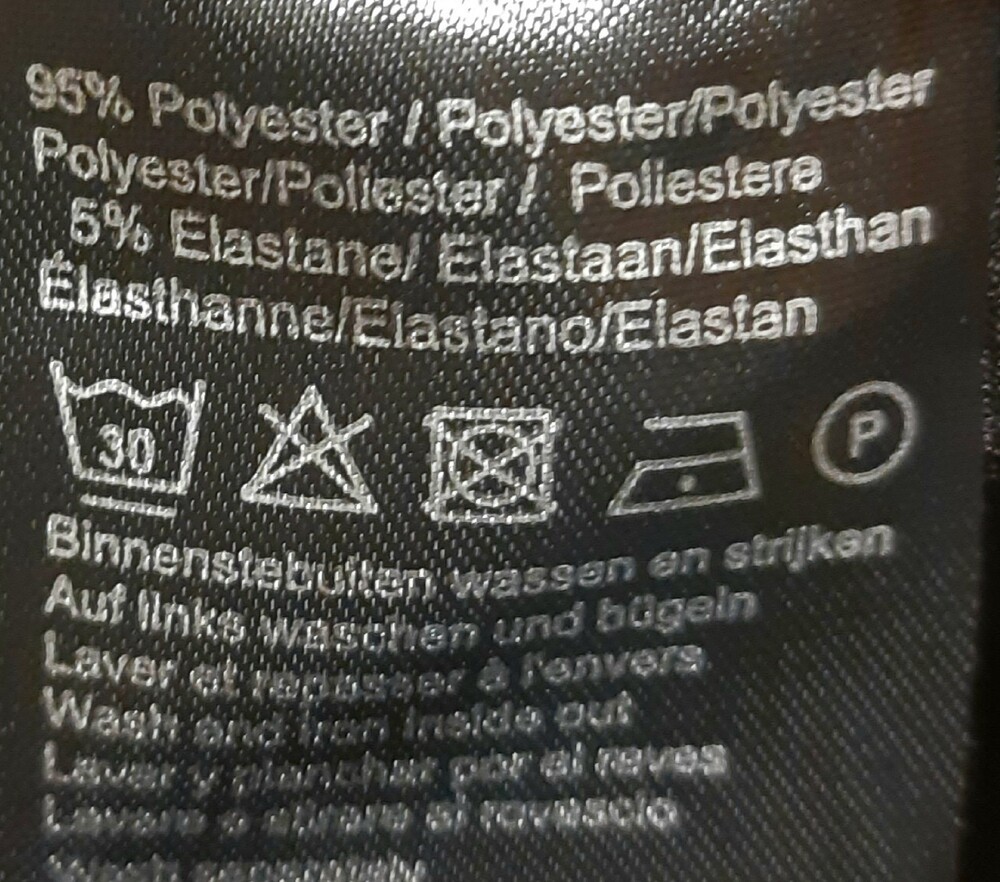 95% Polyester / Polyester/Polyester
Polyester/Poliester / Poliestere
5% Elastane/ Elastaan/Elasthan
Élasthanne/Elastano/Elastan
30
P
Binnenstebuiten wassen en strijken
Auf links waschen und bügeln
Laver et repasser à l'envers
Wash and iron inside out
Lavar y planchar por el reves
Lavare e stirare al rovescio